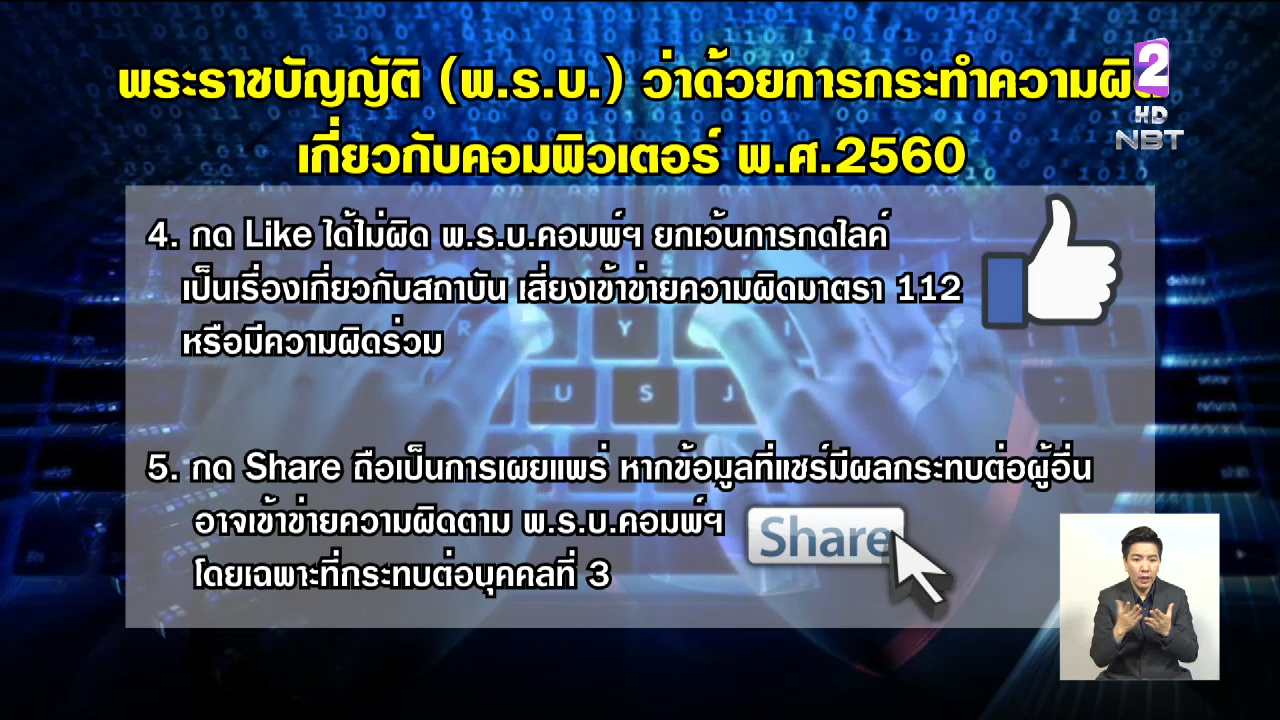 พระราชบัญญัติ (พ.ร.บ.) ว่าด้วยการกระทำความผิด
เกี่ยวกับคอมพิวเตอร์ พ.ศ.2560
2
HD
NBT
4. กด Like ได้ไม่ผิด พ.ร.บ.คอมพ์ฯ ยกเว้นการกดไลค์
เป็นเรื่องเกี่ยวกับสถาบัน เสี่ยงเข้าข่ายความผิดมาตรา 112
หรือมีความผิดร่วม
R Y I
U S J
5. กด Share ถือเป็นการเผยแพร่ หากข้อมูลที่แชร์มีผลกระทบต่อผู้อื่น
อาจเข้าข่ายความผิดตาม พ.ร.บ.คอมพ์ฯ
Share
โดยเฉพาะที่กระทบต่อบุคคลที่ 3